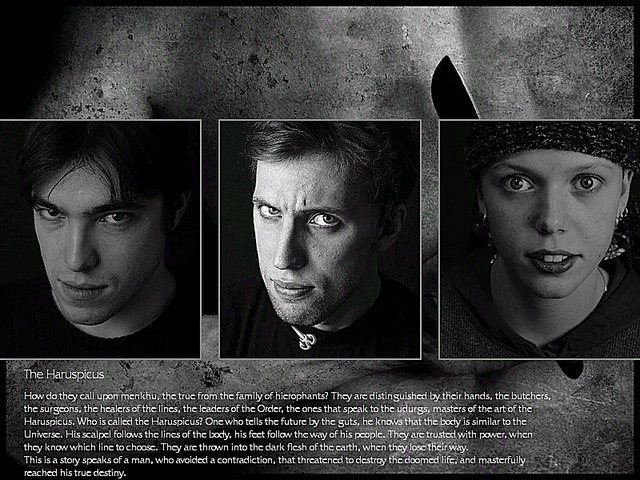 The Haruspicus
How do they call upon menkhu, the true from the family of hierophants? They are distinguished by their hands, the butchers,
the surgeons, the healers of the lines, the leaders of the Order, the ones that speak to the udurgs, masters of the art of the
Haruspicus. Who is called the Haruspicus? One who tells the future by the guts, he knows that the body is similar to the
Universe. His scalpel follows the lines of the body, his feet follow the way of his people. They are trusted with power, when
they know which line to choose. They are thrown into the dark flesh of the earth, when they lose their way.
This is a story speaks of a man, who avoided a contradiction, that threatened to destroy the doomed life, and masterfully
reached his true destiny.